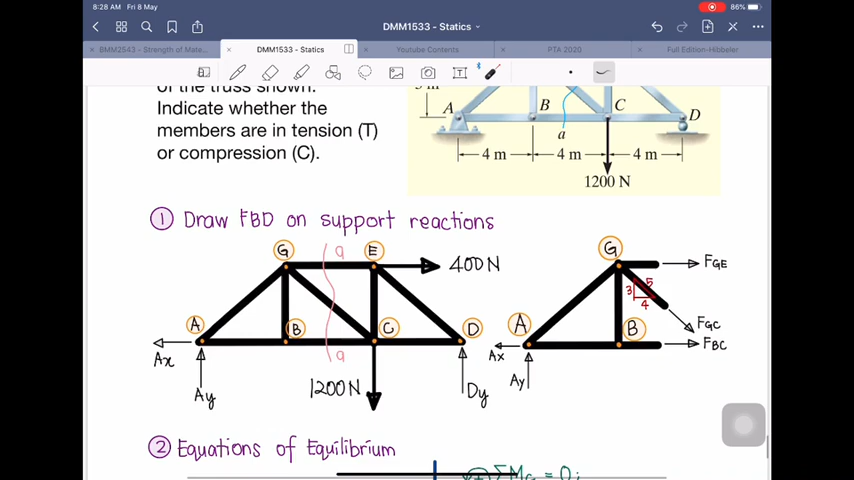 8:28 AM Fri 8 May
86%
DMM1533 - Statics
BMM2543 - Strength of Mate...
DMM1533 - Statics
Youtube Contents
PTA 2020
Full Edition-Hibbeler
of the truss shown.
Indicate whether the
members are in tension (T)
or compression (C).
3 m
A
B
C
D
a
4 m
4 m
4 m
1200 N
1 Draw FBD on support reactions
G
a
E
400N
A
B
C
D
a
Ax
Ay
1200N
Dy
G
FGE
3
5
4
FGC
A
B
FBC
Ax
Ay
2 Equations of Equilibrium